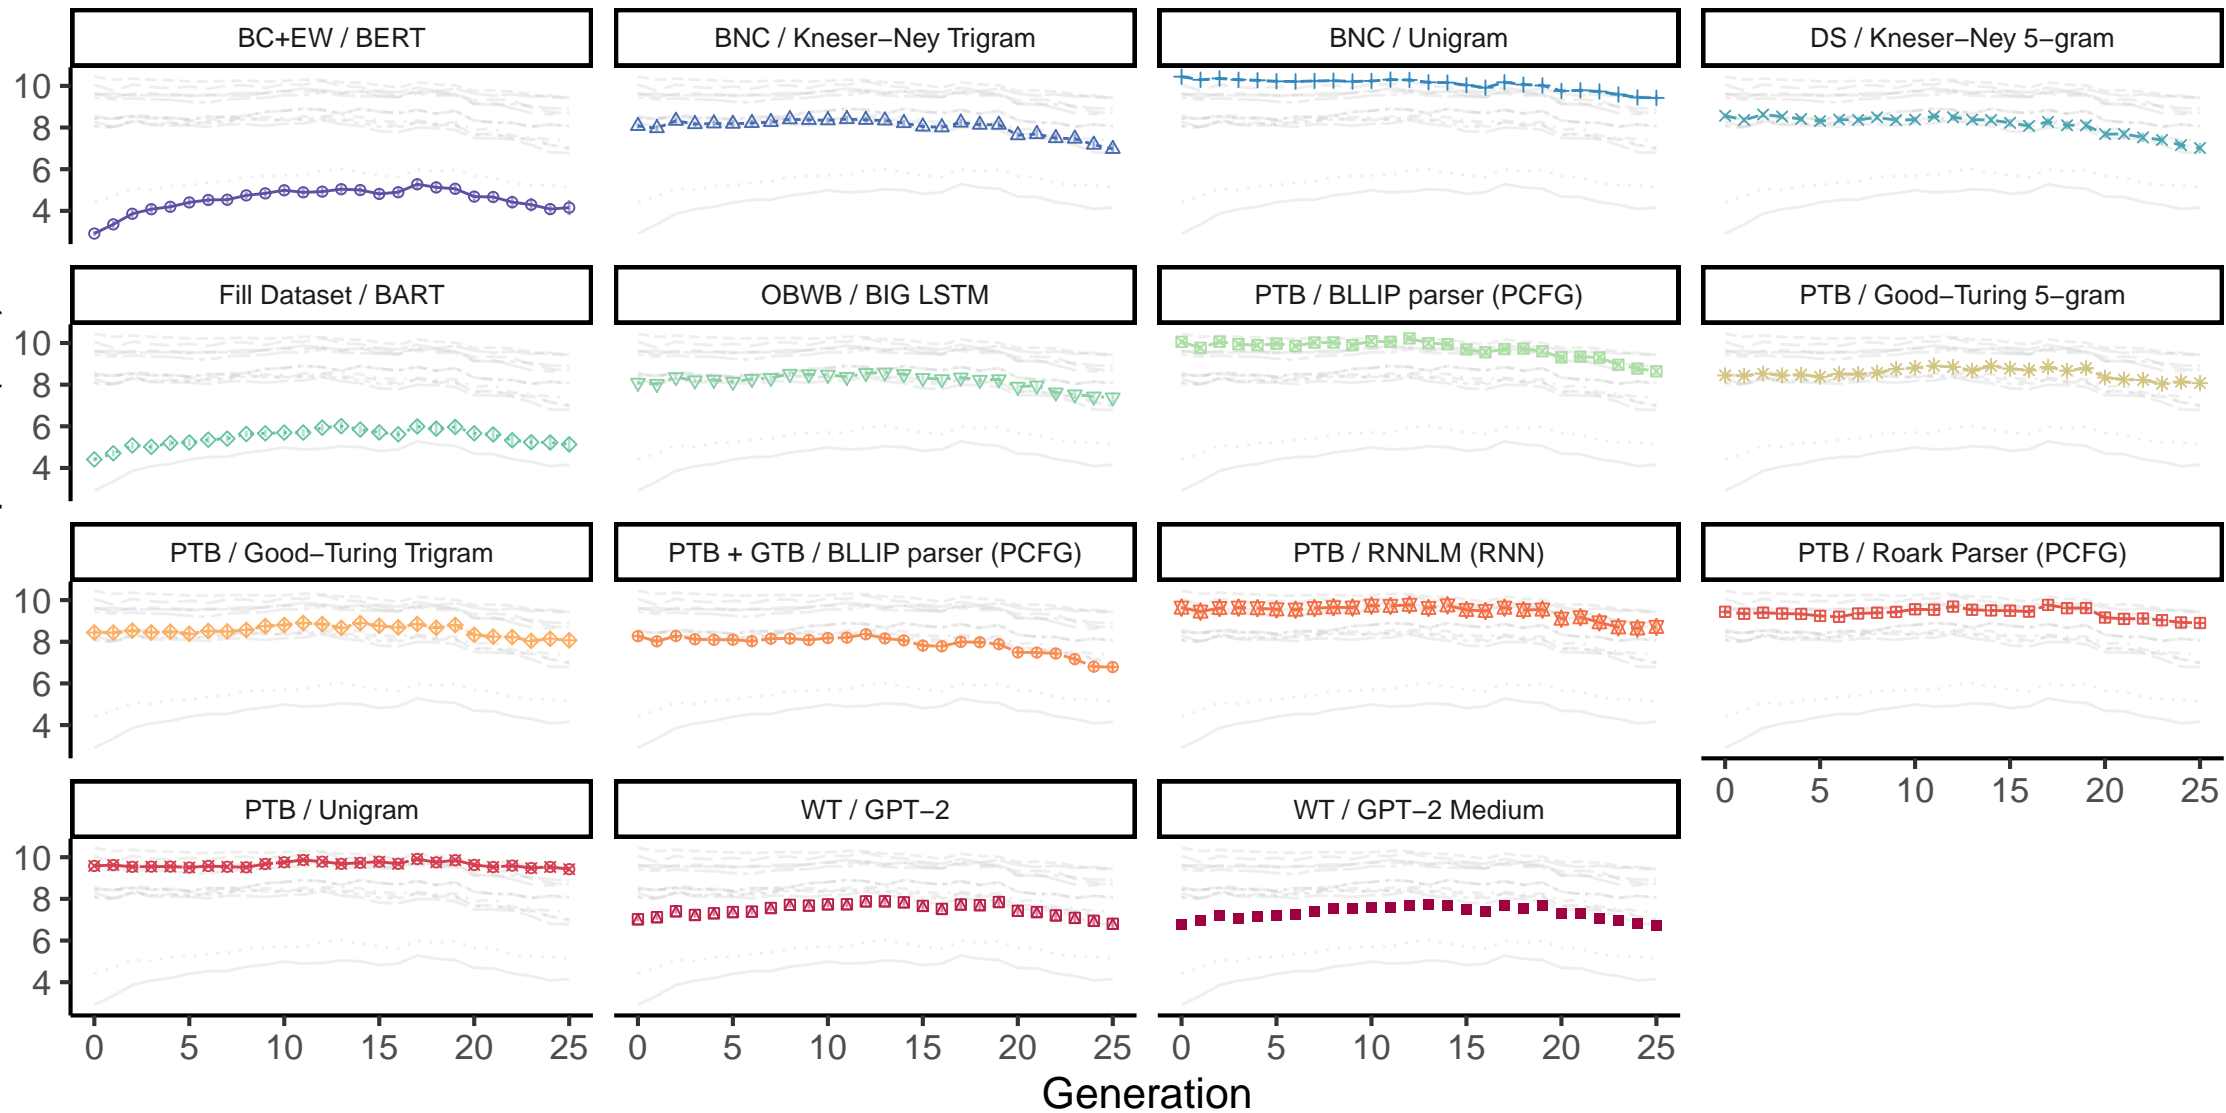 BC+EW / BERT
BNC / Kneser−Ney Trigram
BNC / Unigram
DS / Kneser−Ney 5−gram
10
8
6
4
Fill Dataset / BART
OBWB / BIG LSTM
PTB / BLLIP parser (PCFG)
PTB / Good−Turing 5−gram
10
8
6
4
PTB / Good−Turing Trigram
PTB + GTB / BLLIP parser (PCFG)
PTB / RNNLM (RNN)
PTB / Roark Parser (PCFG)
10
8
6
4
0 5 10 15 20 25
PTB / Unigram
WT / GPT−2
WT / GPT−2 Medium
10
8
6
4
0 5 10 15 20 25
0 5 10 15 20 25
0 5 10 15 20 25
Generation